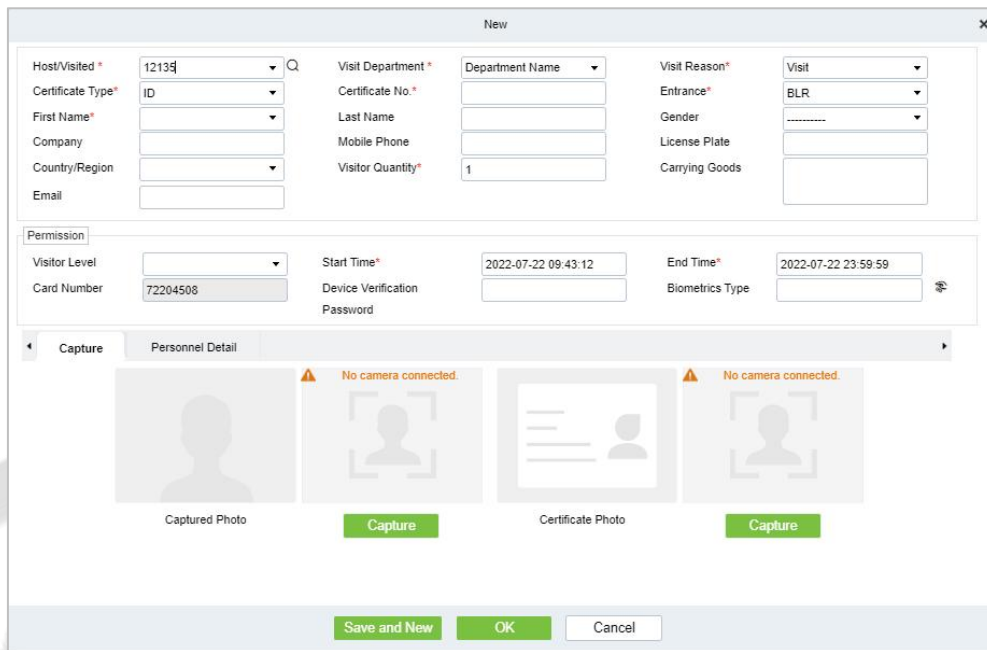 New ×
Host/Visited * 12135 Visit Department * Department Name Visit Reason* Visit
Certificate Type* ID Certificate No.* Entrance* BLR
First Name* Last Name Gender ----------
Company Mobile Phone License Plate
Country/Region Visitor Quantity* 1 Carrying Goods
Email
Permission
Visitor Level Start Time* 2022-07-22 09:43:12 End Time* 2022-07-22 23:59:59
Card Number 72204508 Device Verification Biometrics Type
Password
Capture Personnel Detail
No camera connected. No camera connected.
Captured Photo Capture Certificate Photo Capture
Save and New OK Cancel